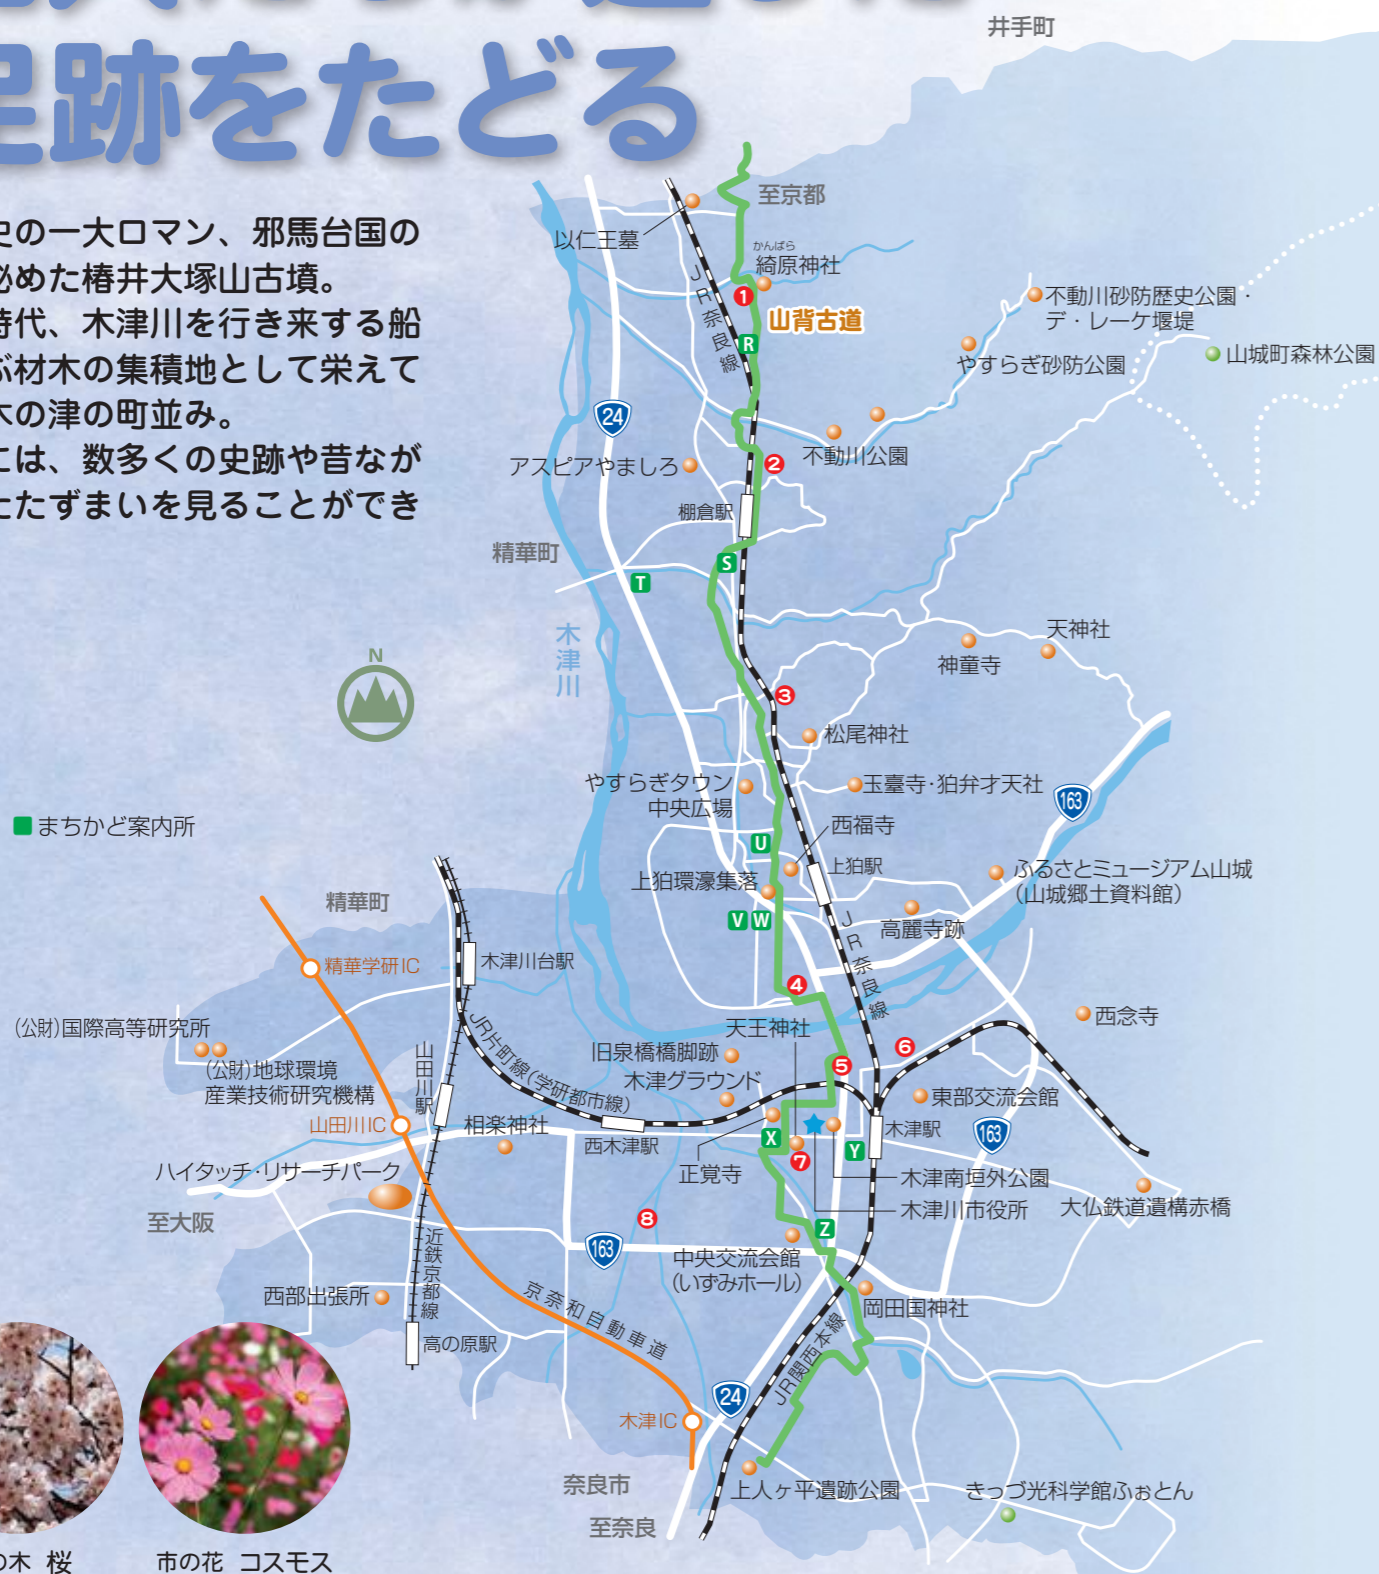 足跡をたどる
史の一大ロマン、邪馬台国の
秘めた椿井大塚山古墳。
時代、木津川を行き来する船
ぶ材木の集積地として栄えて
木の津の町並み。
には、数多くの史跡や昔なが
たたずまいを見ることができ
井手町
至京都
以仁王墓
かんばら
綺原神社
JR奈良線
1
山背古道
R
不動川砂防歴史公園・
デ・レーケ堰堤
やすらぎ砂防公園
山城町森林公園
24
不動川公園
アスピアやましろ
2
棚倉駅
精華町
S
T
木津川
N
天神社
神童寺
3
松尾神社
やすらぎタウン
中央広場
玉臺寺・狛弁才天社
163
まちかど案内所
U
西福寺
上狛駅
上狛環濠集落
ふるさとミュージアム山城
(山城郷土資料館)
V W
高麗寺跡
JR奈良線
精華町
木津川台駅
精華学研IC
4
(公財)国際高等研究所
(公財)地球環境
産業技術研究機構
山田川駅
JR片町線(学研都市線)
天王神社
旧泉橋橋脚跡
木津グラウンド
5
6
西念寺
東部交流会館
山田川IC
相楽神社
西木津駅
正覚寺
X
7
Y
木津駅
163
木津南垣外公園
木津川市役所
大仏鉄道遺構赤橋
ハイタッチ・リサーチパーク
至大阪
8
163
Z
中央交流会館
(いずみホール)
岡田国神社
近鉄京都線
西部出張所
高の原駅
京奈和自動車道
JR関西本線
24
木津IC
奈良市
至奈良
上人ヶ平遺跡公園
きっづ光科学館ふぉとん
の木 桜
市の花 コスモス